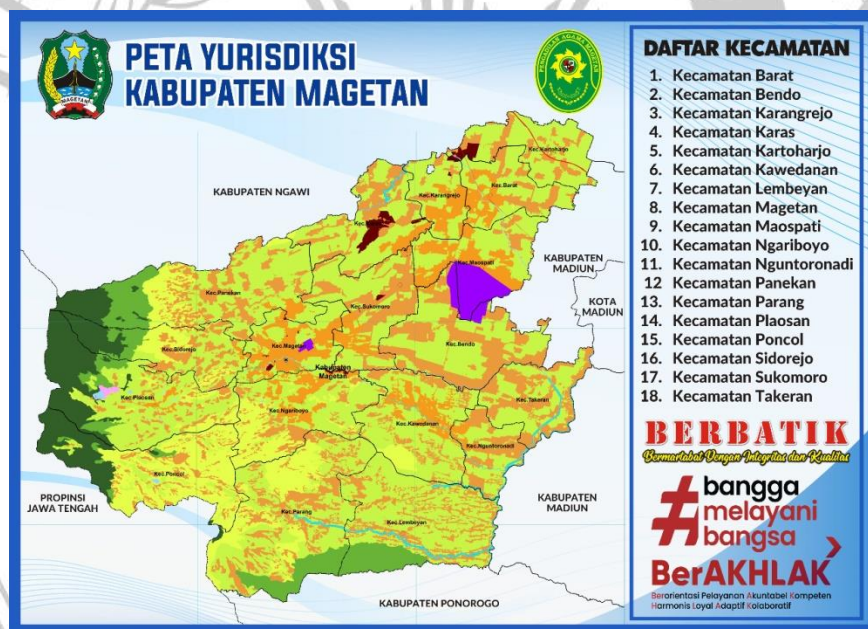 PETA YURISDIKSI
KABUPATEN MAGETAN
MAGETAN
PENGADILAN AGAMA MAGETAN
KABUPATEN NGAWI
KABUPATEN
MADIUN
KOTA
MADIUN
KABUPATEN
MADIUN
KABUPATEN PONOROGO
PROPINSI
JAWA TENGAH
Kec.Kartoharjo
Kec.Barat
Kec.Karangrejo
Kec.Maospati
Kec.Sukomoro
Kec.Panekan
Kec.Bendo
Kec.Sidorejo
Kec.Magetan
Kabupaten
Magetan
Kec.Plaosan
Kec.Ngariboyo
Kec.Kawedanan
Kec.Takeran
Kec.Nguntoronadi
Kec.Poncol
Kec.Parang
Kec.Lembeyan
DAFTAR KECAMATAN
1. Kecamatan Barat
2. Kecamatan Bendo
3. Kecamatan Karangrejo
4. Kecamatan Karas
5. Kecamatan Kartoharjo
6. Kecamatan Kawedanan
7. Kecamatan Lembeyan
8. Kecamatan Magetan
9. Kecamatan Maospati
10. Kecamatan Ngariboyo
11. Kecamatan Nguntoronadi
12 Kecamatan Panekan
13. Kecamatan Parang
14. Kecamatan Plaosan
15. Kecamatan Poncol
16. Kecamatan Sidorejo
17. Kecamatan Sukomoro
18. Kecamatan Takeran
BERBATIK
Bermartabat Dengan Integritas dan Kualitas
# bangga
melayani
bangsa
BerAKHLAK
Berorientasi Pelayanan Akuntabel Kompeten
Harmonis Loyal Adaptif Kolaboratif